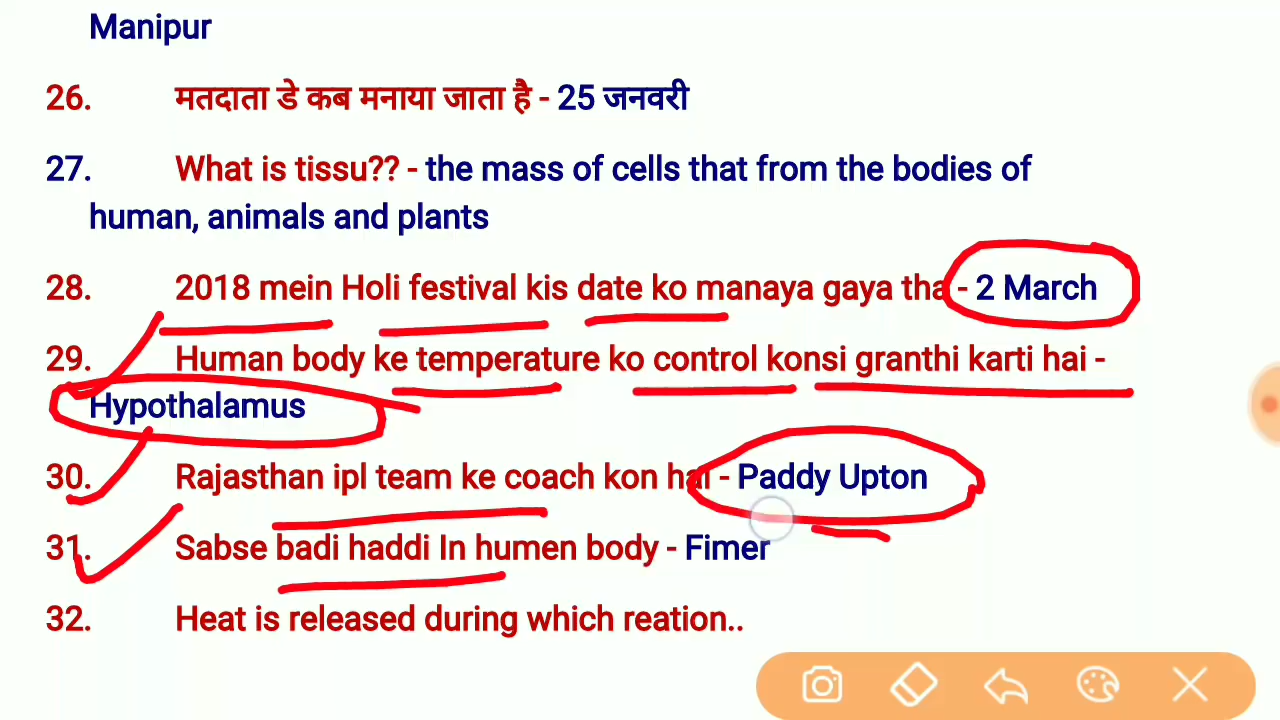 Manipur
26. मतदाता डे कब मनाया जाता है - 25 जनवरी
27. What is tissu?? - the mass of cells that from the bodies of
human, animals and plants
28. 2018 mein Holi festival kis date ko manaya gaya tha - 2 March
29. Human body ke temperature ko control konsi granthi karti hai -
Hypothalamus
30. Rajasthan ipl team ke coach kon hai - Paddy Upton
31. Sabse badi haddi In humen body - Fimer
32. Heat is released during which reation..